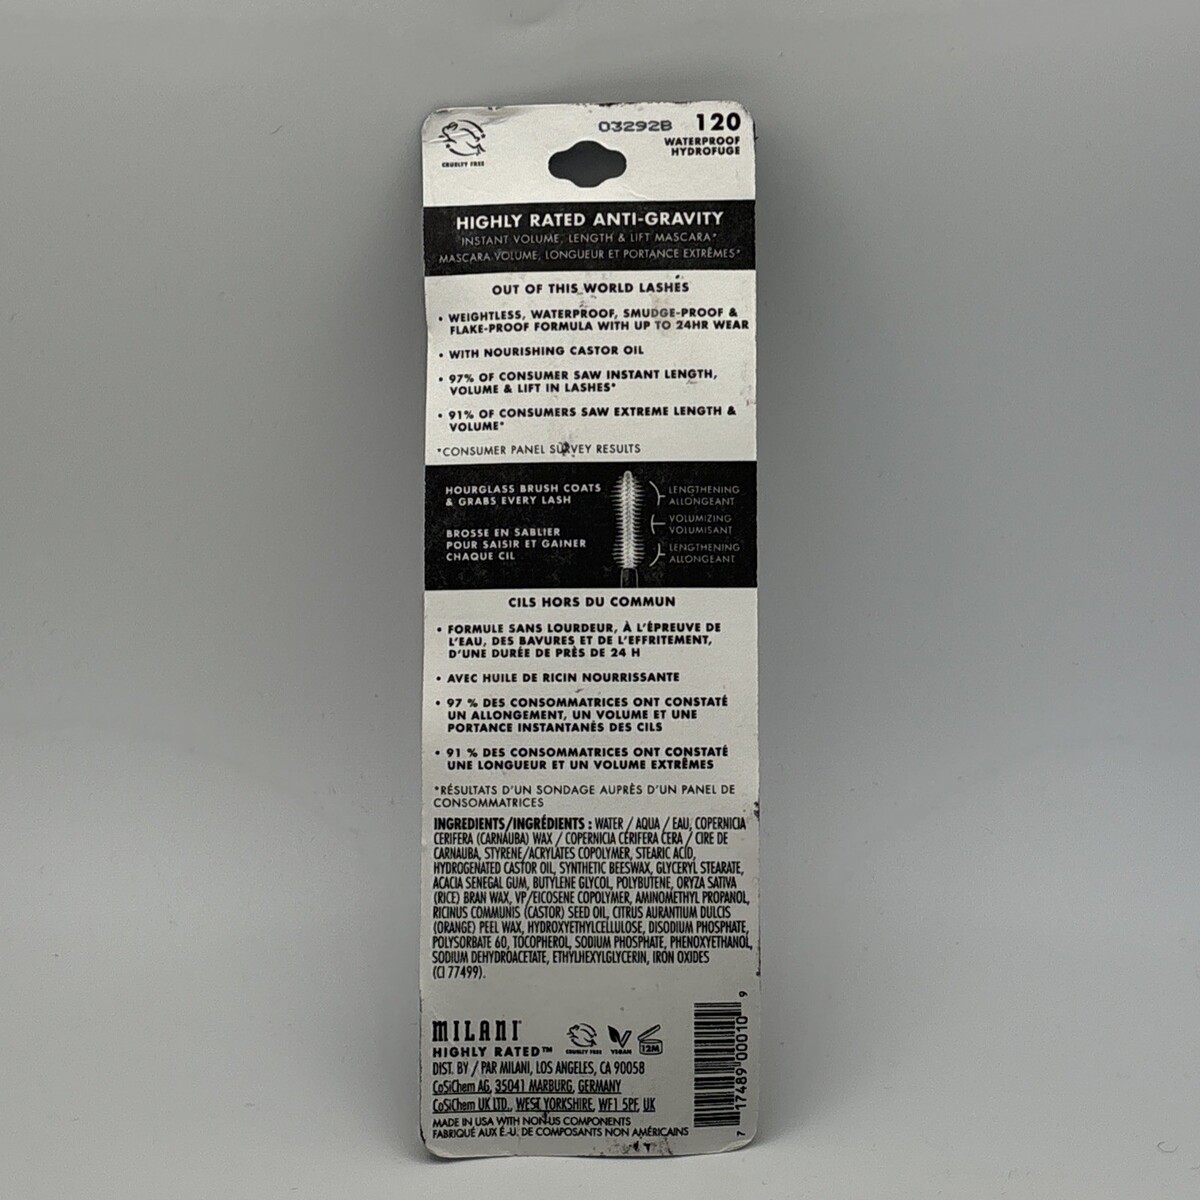 03292B 120
WATERPROOF
HYDROFUGE
CRUELTY FREE
HIGHLY RATED ANTI-GRAVITY
INSTANT VOLUME, LENGTH & LIFT MASCARA*
MASCARA VOLUME, LONGUEUR ET PORTANCE EXTRÊMES*
OUT OF THIS WORLD LASHES
• WEIGHTLESS, WATERPROOF, SMUDGE-PROOF &
FLAKE-PROOF FORMULA WITH UP TO 24HR WEAR
• WITH NOURISHING CASTOR OIL
• 97% OF CONSUMER SAW INSTANT LENGTH,
VOLUME & LIFT IN LASHES*
• 91% OF CONSUMERS SAW EXTREME LENGTH &
VOLUME*
*CONSUMER PANEL SURVEY RESULTS
HOURGLASS BRUSH COATS
& GRABS EVERY LASH
BROSSE EN SABLIER
POUR SAISIR ET GAINER
CHAQUE CIL
LENGTHENING
ALLONGEANT
VOLUMIZING
VOLUMISANT
LENGTHENING
ALLONGEANT
CILS HORS DU COMMUN
• FORMULE SANS LOURDEUR, À L'ÉPREUVE DE
L'EAU, DES BAVURES ET DE L'EFFRITEMENT,
D'UNE DURÉE DE PRÈS DE 24 H
• AVEC HUILE DE RICIN NOURRISSANTE
• 97 % DES CONSOMMATRICES ONT CONSTATÉ
UN ALLONGEMENT, UN VOLUME ET UNE
PORTANCE INSTANTANÉS DES CILS
• 91 % DES CONSOMMATRICES ONT CONSTATÉ
UNE LONGUEUR ET UN VOLUME EXTRÊMES
*RÉSULTATS D'UN SONDAGE AUPRÈS D'UN PANEL DE
CONSOMMATRICES
INGREDIENTS/INGRÉDIENTS : WATER / AQUA / EAU, COPERNICIA
CERIFERA (CARNAUBA) WAX / COPERNICIA CERIFERA CERA / CIRE DE
CARNAUBA, STYRENE/ACRYLATES COPOLYMER, STEARIC ACID,
HYDROGENATED CASTOR OIL, SYNTHETIC BEESWAX, GLYCERYL STEARATE,
ACACIA SENEGAL GUM, BUTYLENE GLYCOL, POLYBUTENE, ORYZA SATIVA
(RICE) BRAN WAX, VP/EICOSENE COPOLYMER, AMINOMETHYL PROPANOL,
RICINUS COMMUNIS (CASTOR) SEED OIL, CITRUS AURANTIUM DULCIS
(ORANGE) PEEL WAX, HYDROXYETHYLCELLULOSE, DISODIUM PHOSPHATE,
POLYSORBATE 60, TOCOPHEROL, SODIUM PHOSPHATE, PHENOXYETHANOL,
SODIUM DEHYDROACETATE, ETHYLHEXYLGLYCERIN, IRON OXIDES
(CI 77499).
MILANI®
HIGHLY RATED™
CRUELTY FREE
VEGAN
12M
DIST. BY / PAR MILANI, LOS ANGELES, CA 90058
CoSiChem AG, 35041 MARBURG, GERMANY
CoSiChem UK LTD., WEST YORKSHIRE, WF1 5PF, UK
MADE IN USA WITH NON-US COMPONENTS
FABRIQUÉ AUX É.-U. DE COMPOSANTS NON AMÉRICAINS
7 17489 00010 9